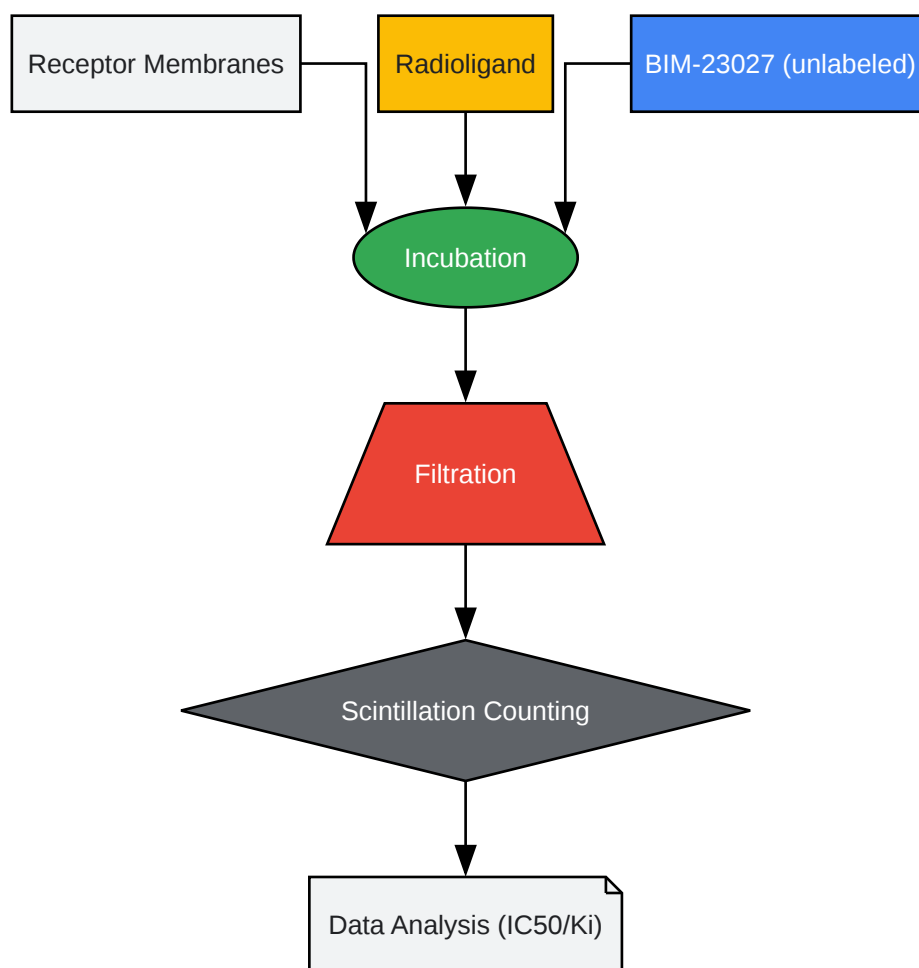 Receptor Membranes
Radioligand
BIM-23027 (unlabeled)
Incubation
Filtration
Scintillation Counting
Data Analysis (IC50/Ki)